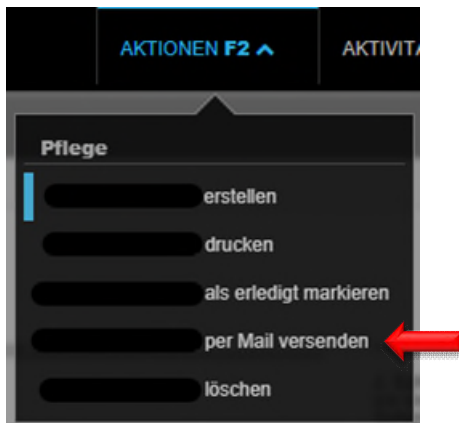 AKTIONEN F2
AKTIVITÄ
Pflege
erstellen
drucken
als erledigt markieren
per Mail versenden
löschen